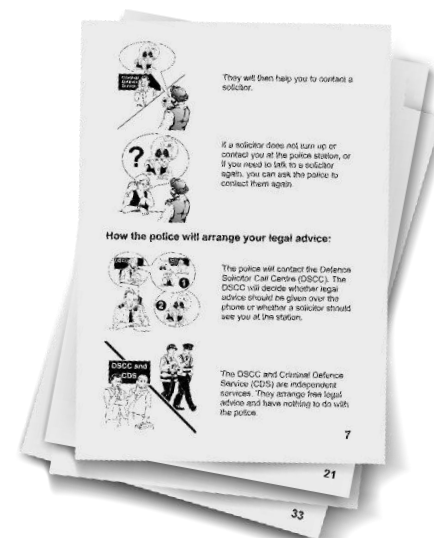 Criminal
Defence
Service
They will then help you to contact a
solicitor.
?
If a solicitor does not turn up or
contact you at the police station, or
if you need to talk to a solicitor
again, you can ask the police to
contact them again.
How the police will arrange your legal advice:
1
2
The police will contact the Defence
Solicitor Call Centre (DSCC). The
DSCC will decide whether legal
advice should be given over the
phone or whether a solicitor should
see you at the station.
DSCC and
CDS
The DSCC and Criminal Defence
Service (CDS) are independent
services. They arrange free legal
advice and have nothing to do with
the police.
7
21
33